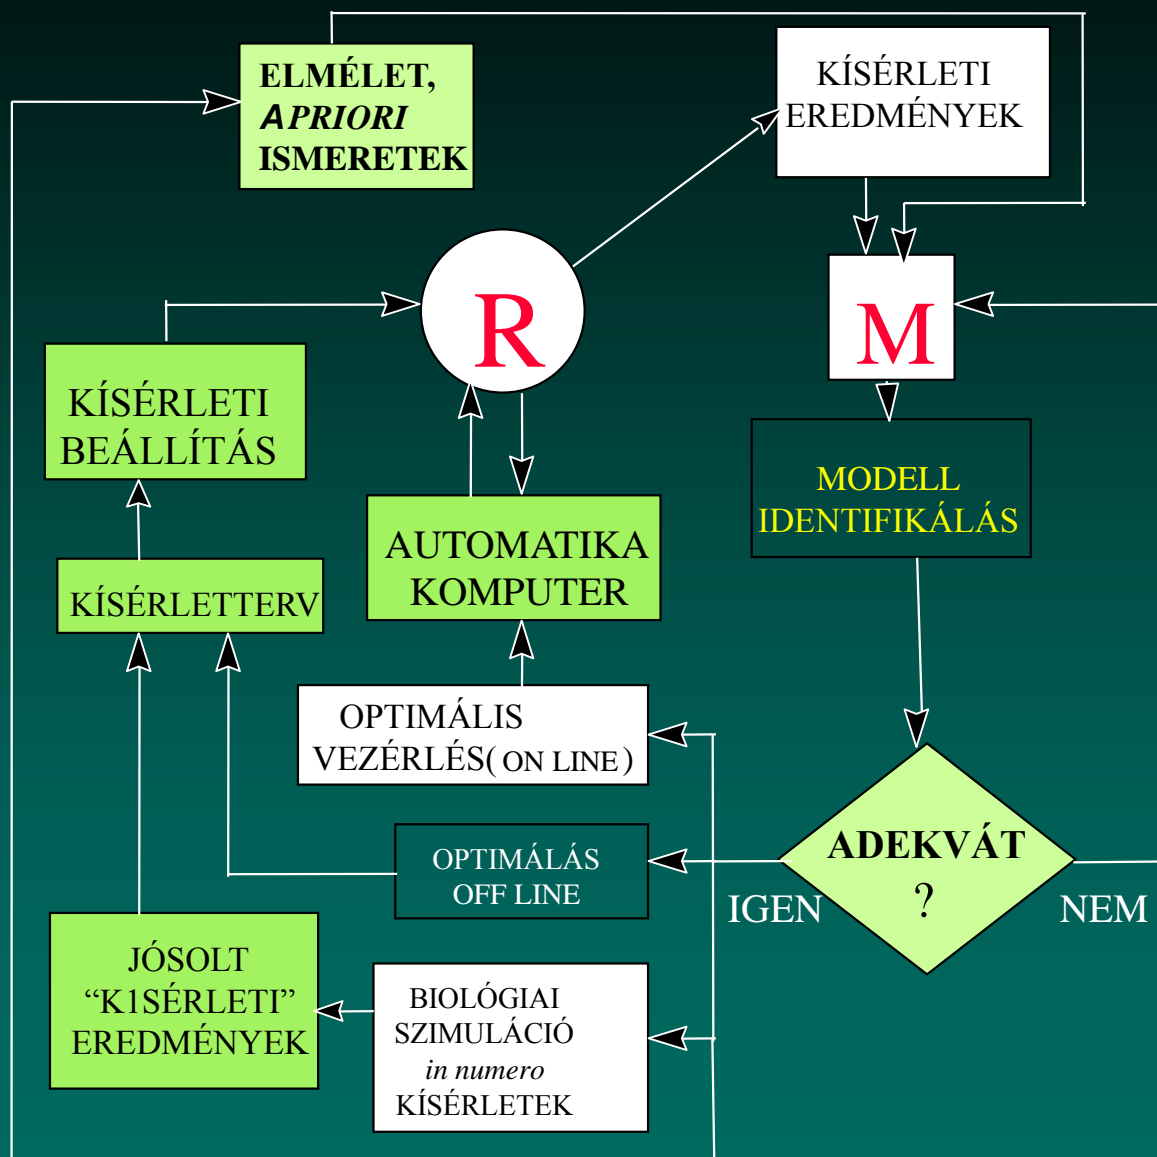 ELMÉLET,
APRIORI
ISMERETEK
KÍSÉRLETI
EREDMÉNYEK
R
M
KÍSÉRLETI
BEÁLLÍTÁS
MODELL
IDENTIFIKÁLÁS
AUTOMATIKA
KOMPUTER
KÍSÉRLETTERV
OPTIMÁLIS
VEZÉRLÉS( ON LINE )
ADEKVÁT
?
OPTIMÁLÁS
OFF LINE
IGEN
NEM
JÓSOLT
“K1SÉRLETI”
EREDMÉNYEK
BIOLÓGIAI
SZIMULÁCIÓ
in numero
KÍSÉRLETEK